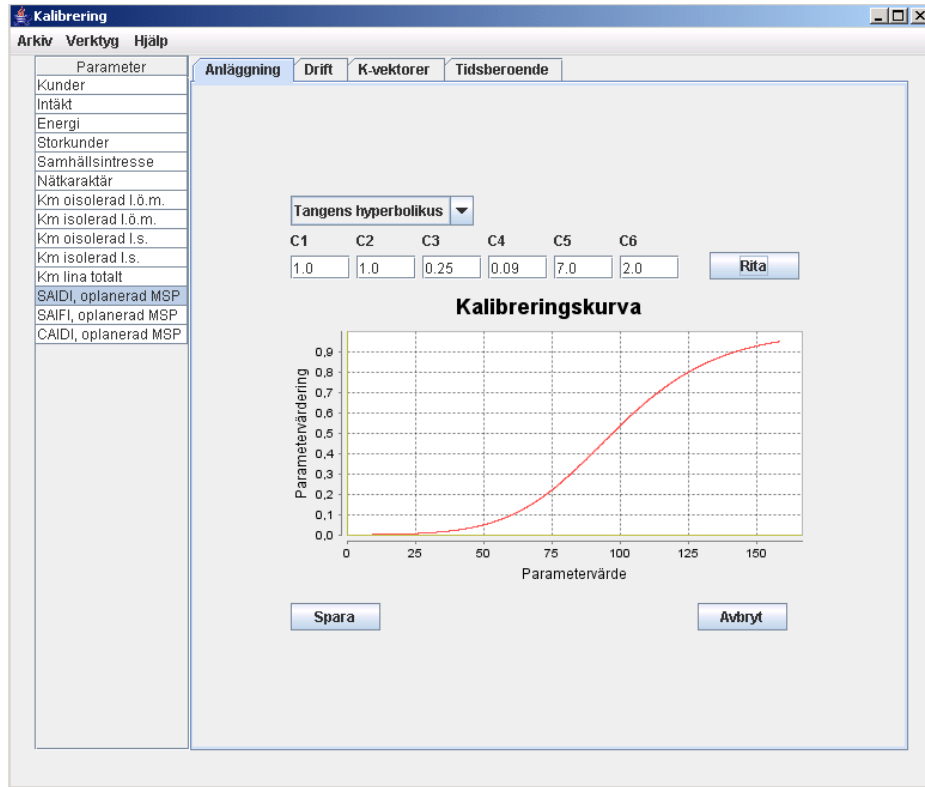 Kalibrering
Arkiv Verktyg Hjälp
Parameter
Kunder
Intäkt
Energi
Storkunder
Samhällsintresse
Nätkaraktär
Km oisolerad l.ö.m.
Km isolerad l.ö.m.
Km oisolerad l.s.
Km isolerad l.s.
Km lina totalt
SAIDI, oplanerad MSP
SAIFI, oplanerad MSP
CAIDI, oplanerad MSP
Anläggning Drift K-vektorer Tidsberoende
Tangens hyperbolikus
C1 C2 C3 C4 C5 C6
1.0 1.0 0.25 0.09 7.0 2.0 Rita
Kalibreringskurva
Parametervärdering
0,9
0,8
0,7
0,6
0,5
0,4
0,3
0,2
0,1
0,0
0 25 50 75 100 125 150
Parametervärde
Spara Avbryt